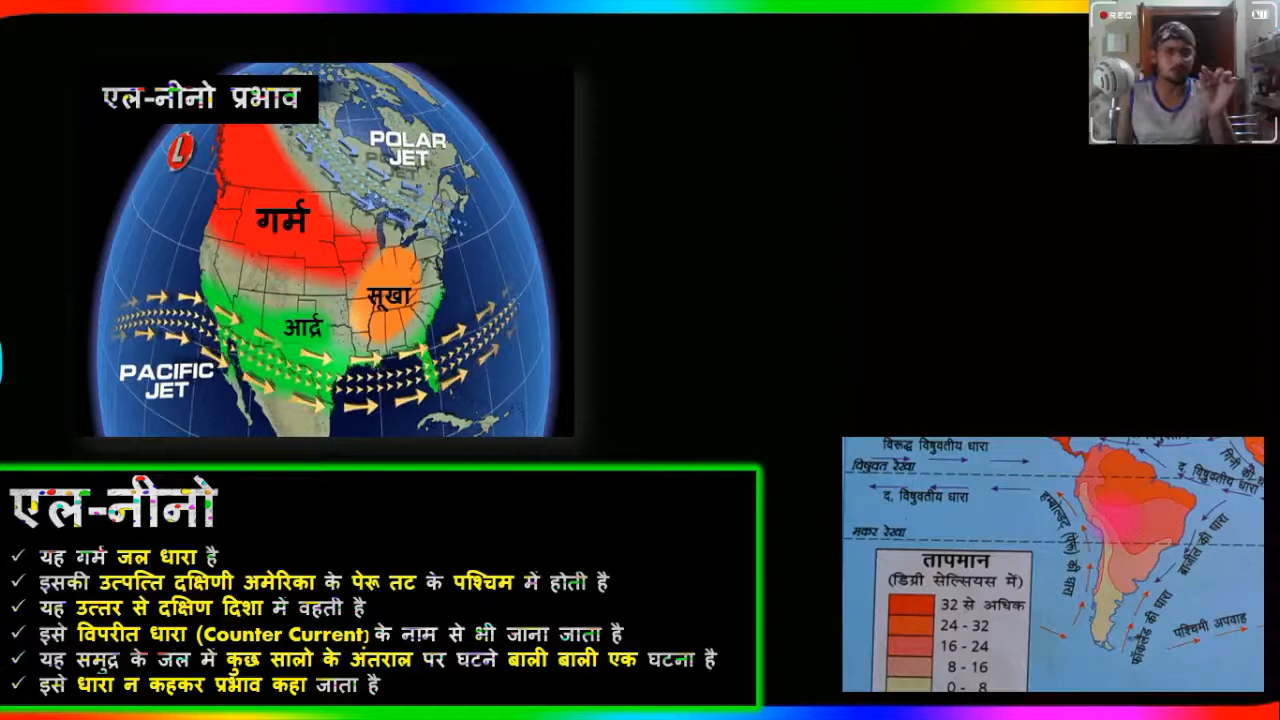 REC
एल-नीनो प्रभाव
L
POLAR
JET
गर्म
सूखा
आर्द्र
PACIFIC
JET
एल-नीनो
✓ यह गर्म जल धारा है
✓ इसकी उत्पत्ति दक्षिणी अमेरिका के पेरू तट के पश्चिम में होती है
✓ यह उत्तर से दक्षिण दिशा में वहती है
✓ इसे विपरीत धारा (Counter Current) के नाम से भी जाना जाता है
✓ यह समुद्र के जल में कुछ सालो के अंतराल पर घटने बाली बाली एक घटना है
✓ इसे धारा न कहकर प्रभाव कहा जाता है
विरूद्ध विषुवतीय धारा
विषुवत रेखा
द. विषुवतीय धारा
गिनी की
द. विषुवतीय धारा
मकर रेखा
हम्बोल्ट (पेरू) की धारा
ब्राजील की धारा
फॉकलैंड की धारा
पश्चिमी अपवाह
तापमान
(डिग्री सेल्सियस में)
32 से अधिक
24 - 32
16 - 24
8 - 16
0 - 8